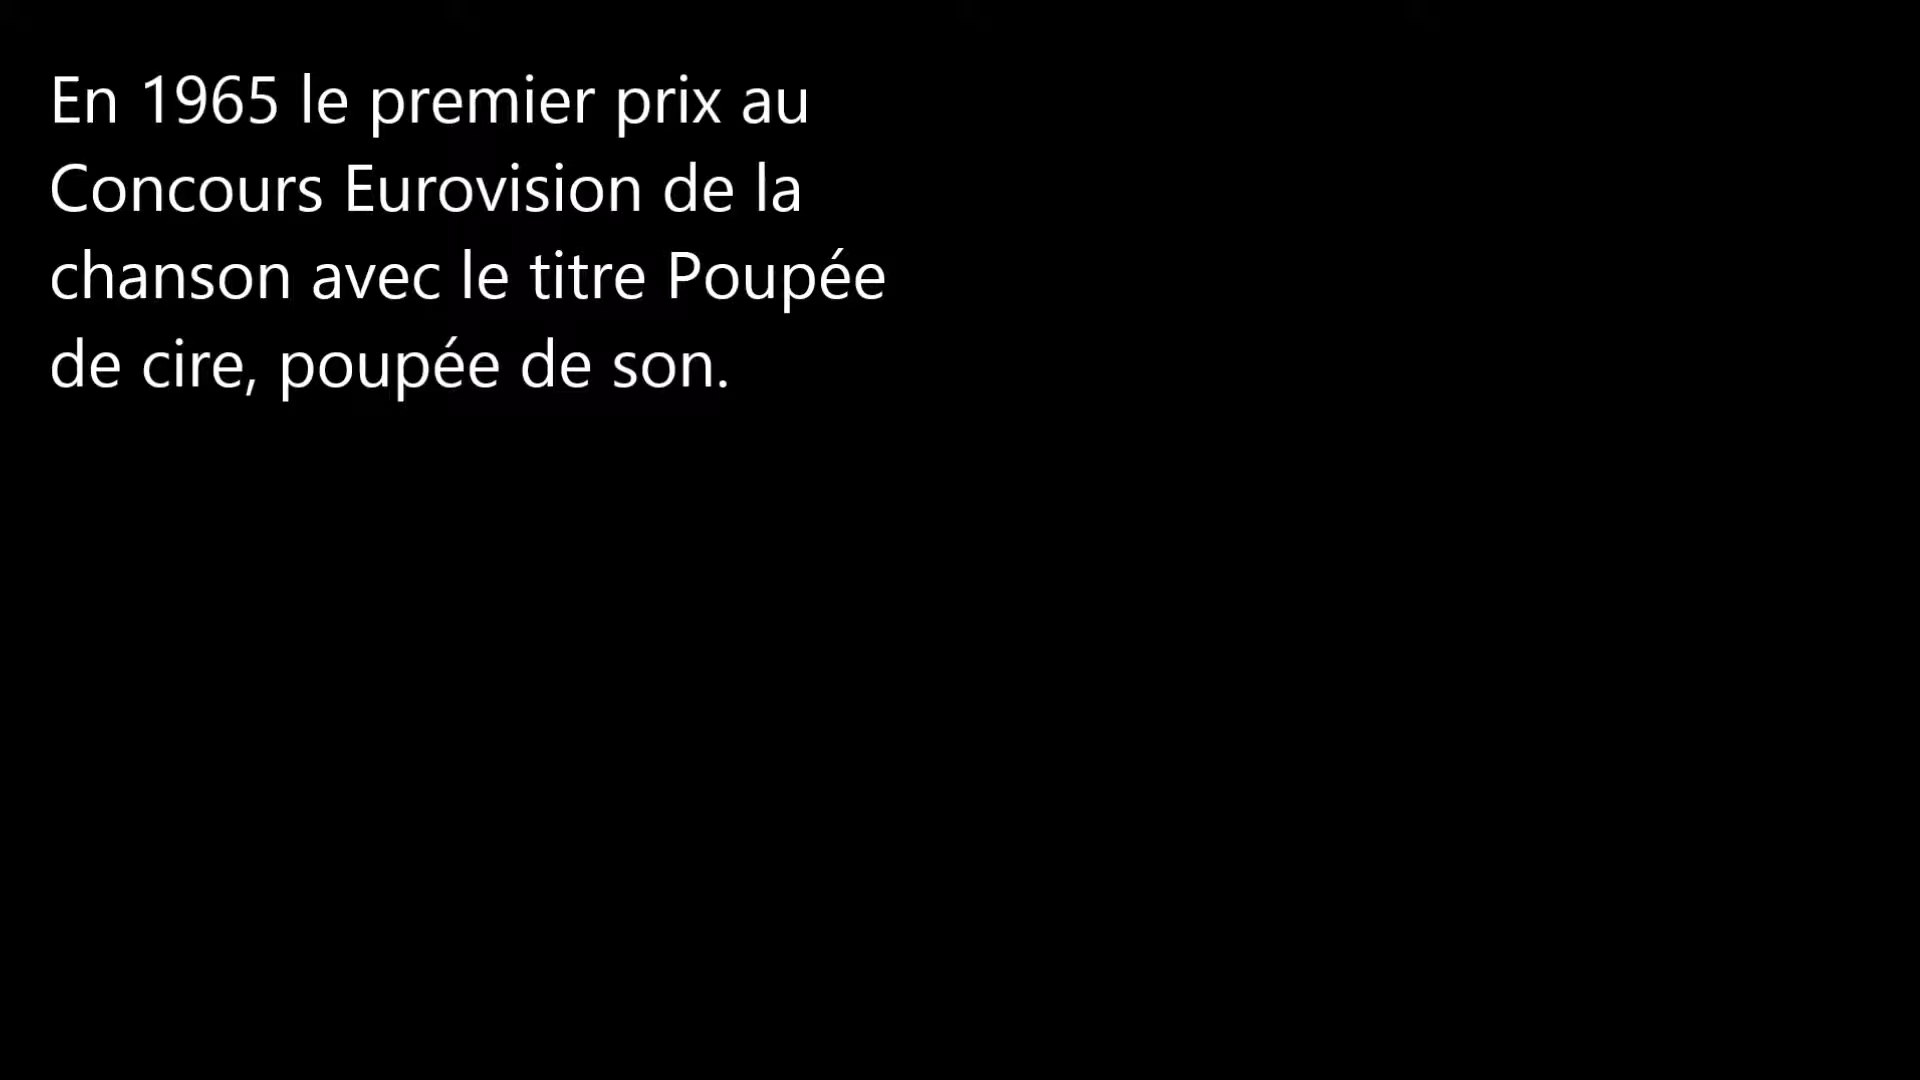 En 1965 le premier prix au
Concours Eurovision de la
chanson avec le titre Poupée
de cire, poupée de son.